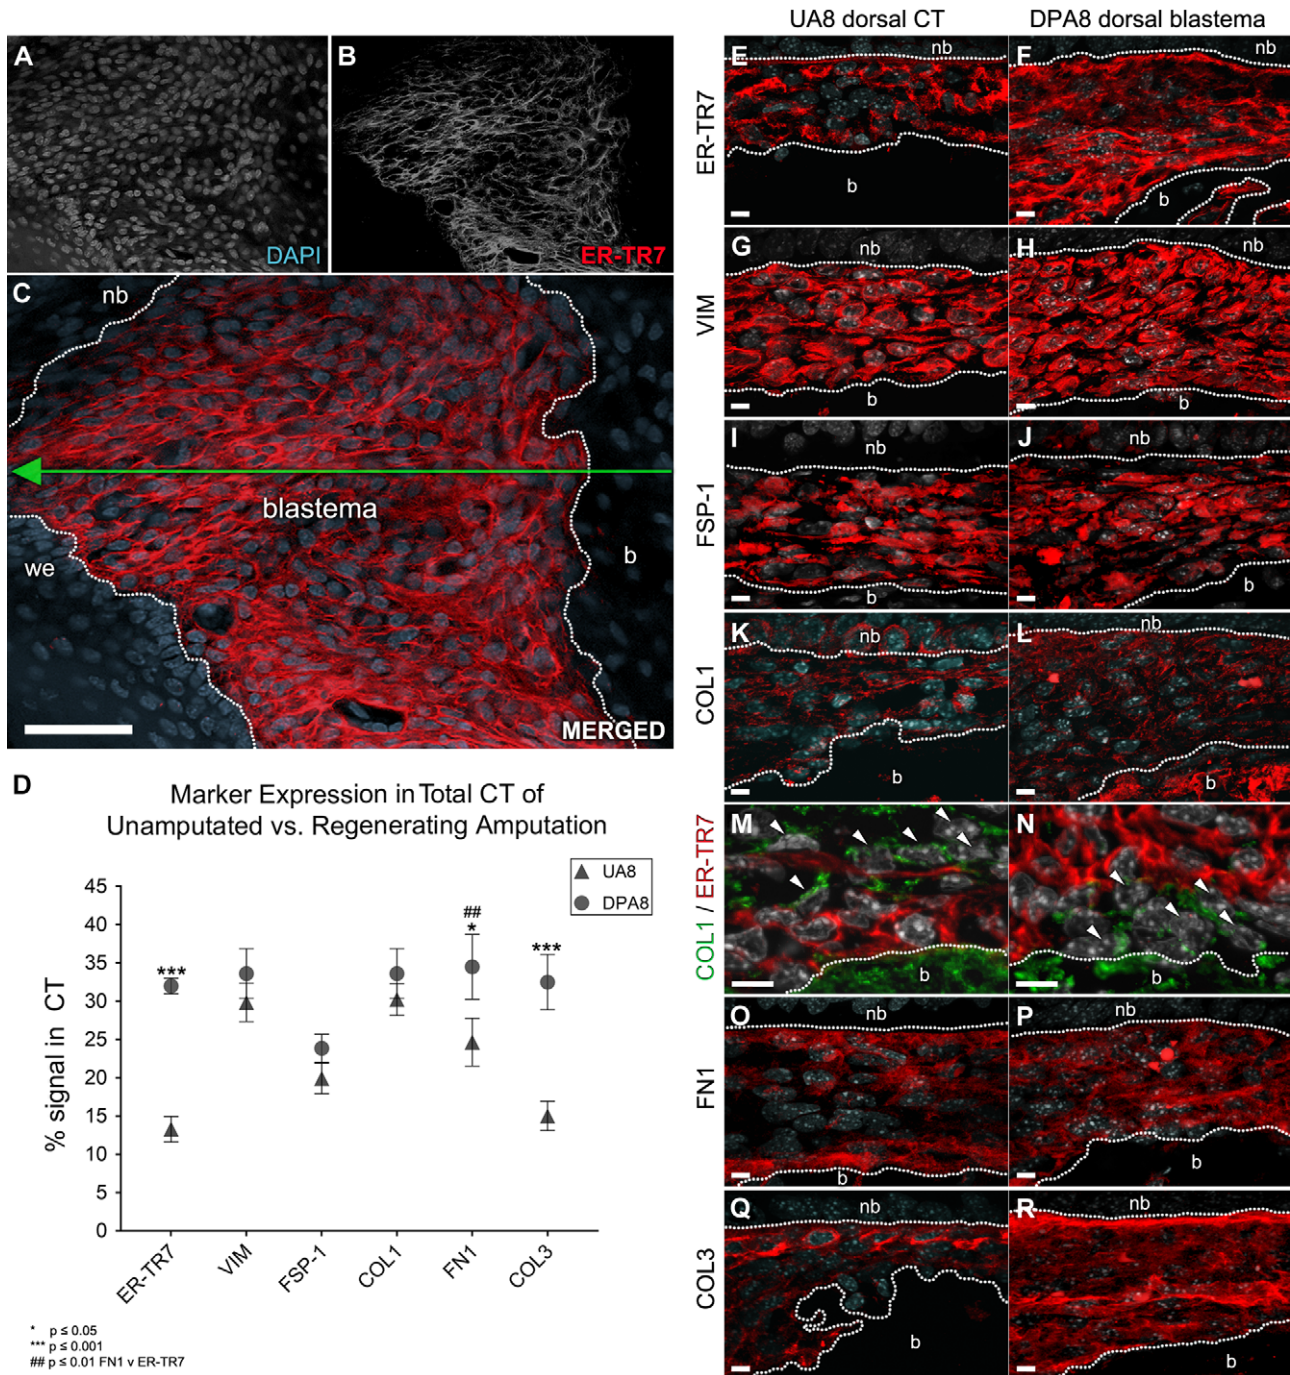 A
DAPI
B
ER-TR7
C
nb
blastema
we
b
MERGED
D
Marker Expression in Total CT of
Unamputated vs. Regenerating Amputation
UA8
DPA8
% signal in CT
45
40
35
30
25
20
15
10
5
0
***
##
*
***
ER-TR7
VIM
FSP-1
COL1
FN1
COL3
* p ≤ 0.05
*** p ≤ 0.001
## p ≤ 0.01 FN1 v ER-TR7
UA8 dorsal CT
DPA8 dorsal blastema
ER-TR7
E
nb
b
F
nb
b
VIM
G
nb
b
H
nb
b
FSP-1
I
nb
b
J
nb
b
COL1
K
nb
b
L
nb
b
COL1 / ER-TR7
M
b
N
b
FN1
O
nb
b
P
nb
b
COL3
Q
nb
b
R
nb
b